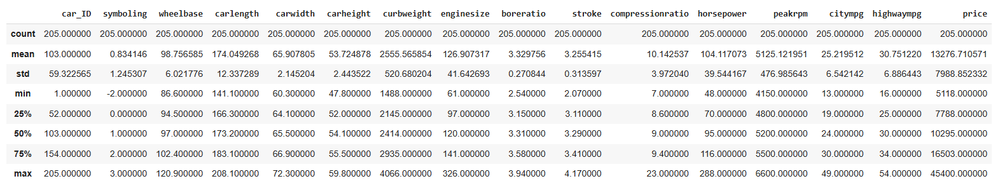 car_ID symboling wheelbase carlength carwidth carheight curbweight enginesize boreratio stroke compressionratio horsepower peakrpm citympg highwaympg price
count 205.000000 205.000000 205.000000 205.000000 205.000000 205.000000 205.000000 205.000000 205.000000 205.000000 205.000000 205.000000 205.000000 205.000000 205.000000 205.000000
mean 103.000000 0.834146 98.756585 174.049268 65.907805 53.724878 2555.565854 126.907317 3.329756 3.255415 10.142537 104.117073 5125.121951 25.219512 30.751220 13276.710571
std 59.322565 1.245307 6.021776 12.337289 2.145204 2.443522 520.680204 41.642693 0.270844 0.313597 3.972040 39.544167 476.985643 6.542142 6.886443 7988.852332
min 1.000000 -2.000000 86.600000 141.100000 60.300000 47.800000 1488.000000 61.000000 2.540000 2.070000 7.000000 48.000000 4150.000000 13.000000 16.000000 5118.000000
25% 52.000000 0.000000 94.500000 166.300000 64.100000 52.000000 2145.000000 97.000000 3.150000 3.110000 8.600000 70.000000 4800.000000 19.000000 25.000000 7788.000000
50% 103.000000 1.000000 97.000000 173.200000 65.500000 54.100000 2414.000000 120.000000 3.310000 3.290000 9.000000 95.000000 5200.000000 24.000000 30.000000 10295.000000
75% 154.000000 2.000000 102.400000 183.100000 66.900000 55.500000 2935.000000 141.000000 3.580000 3.410000 9.400000 116.000000 5500.000000 30.000000 34.000000 16503.000000
max 205.000000 3.000000 120.900000 208.100000 72.300000 59.800000 4066.000000 326.000000 3.940000 4.170000 23.000000 288.000000 6600.000000 49.000000 54.000000 45400.000000